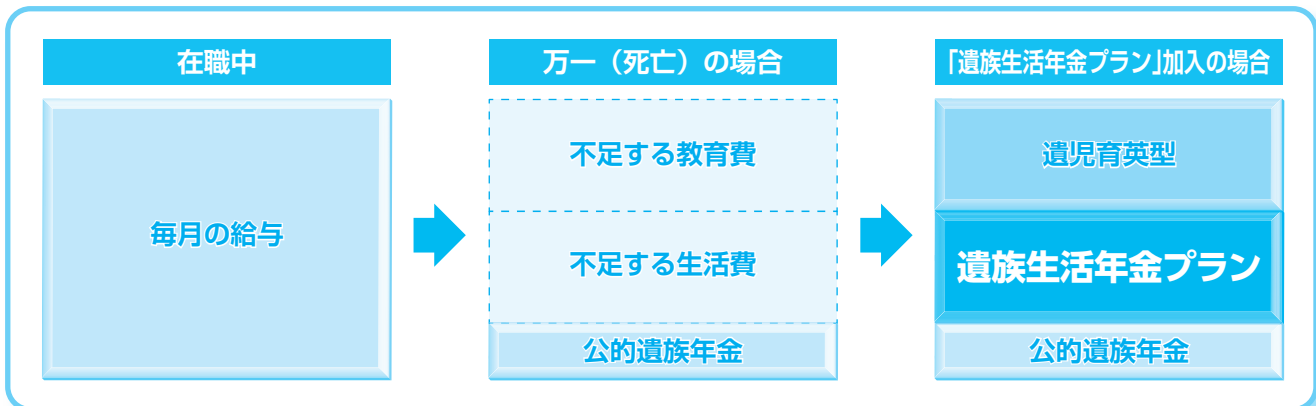 在職中
毎月の給与
万一（死亡）の場合
不足する教育費
不足する生活費
公的遺族年金
「遺族生活年金プラン」加入の場合
遺児育英型
遺族生活年金プラン
公的遺族年金